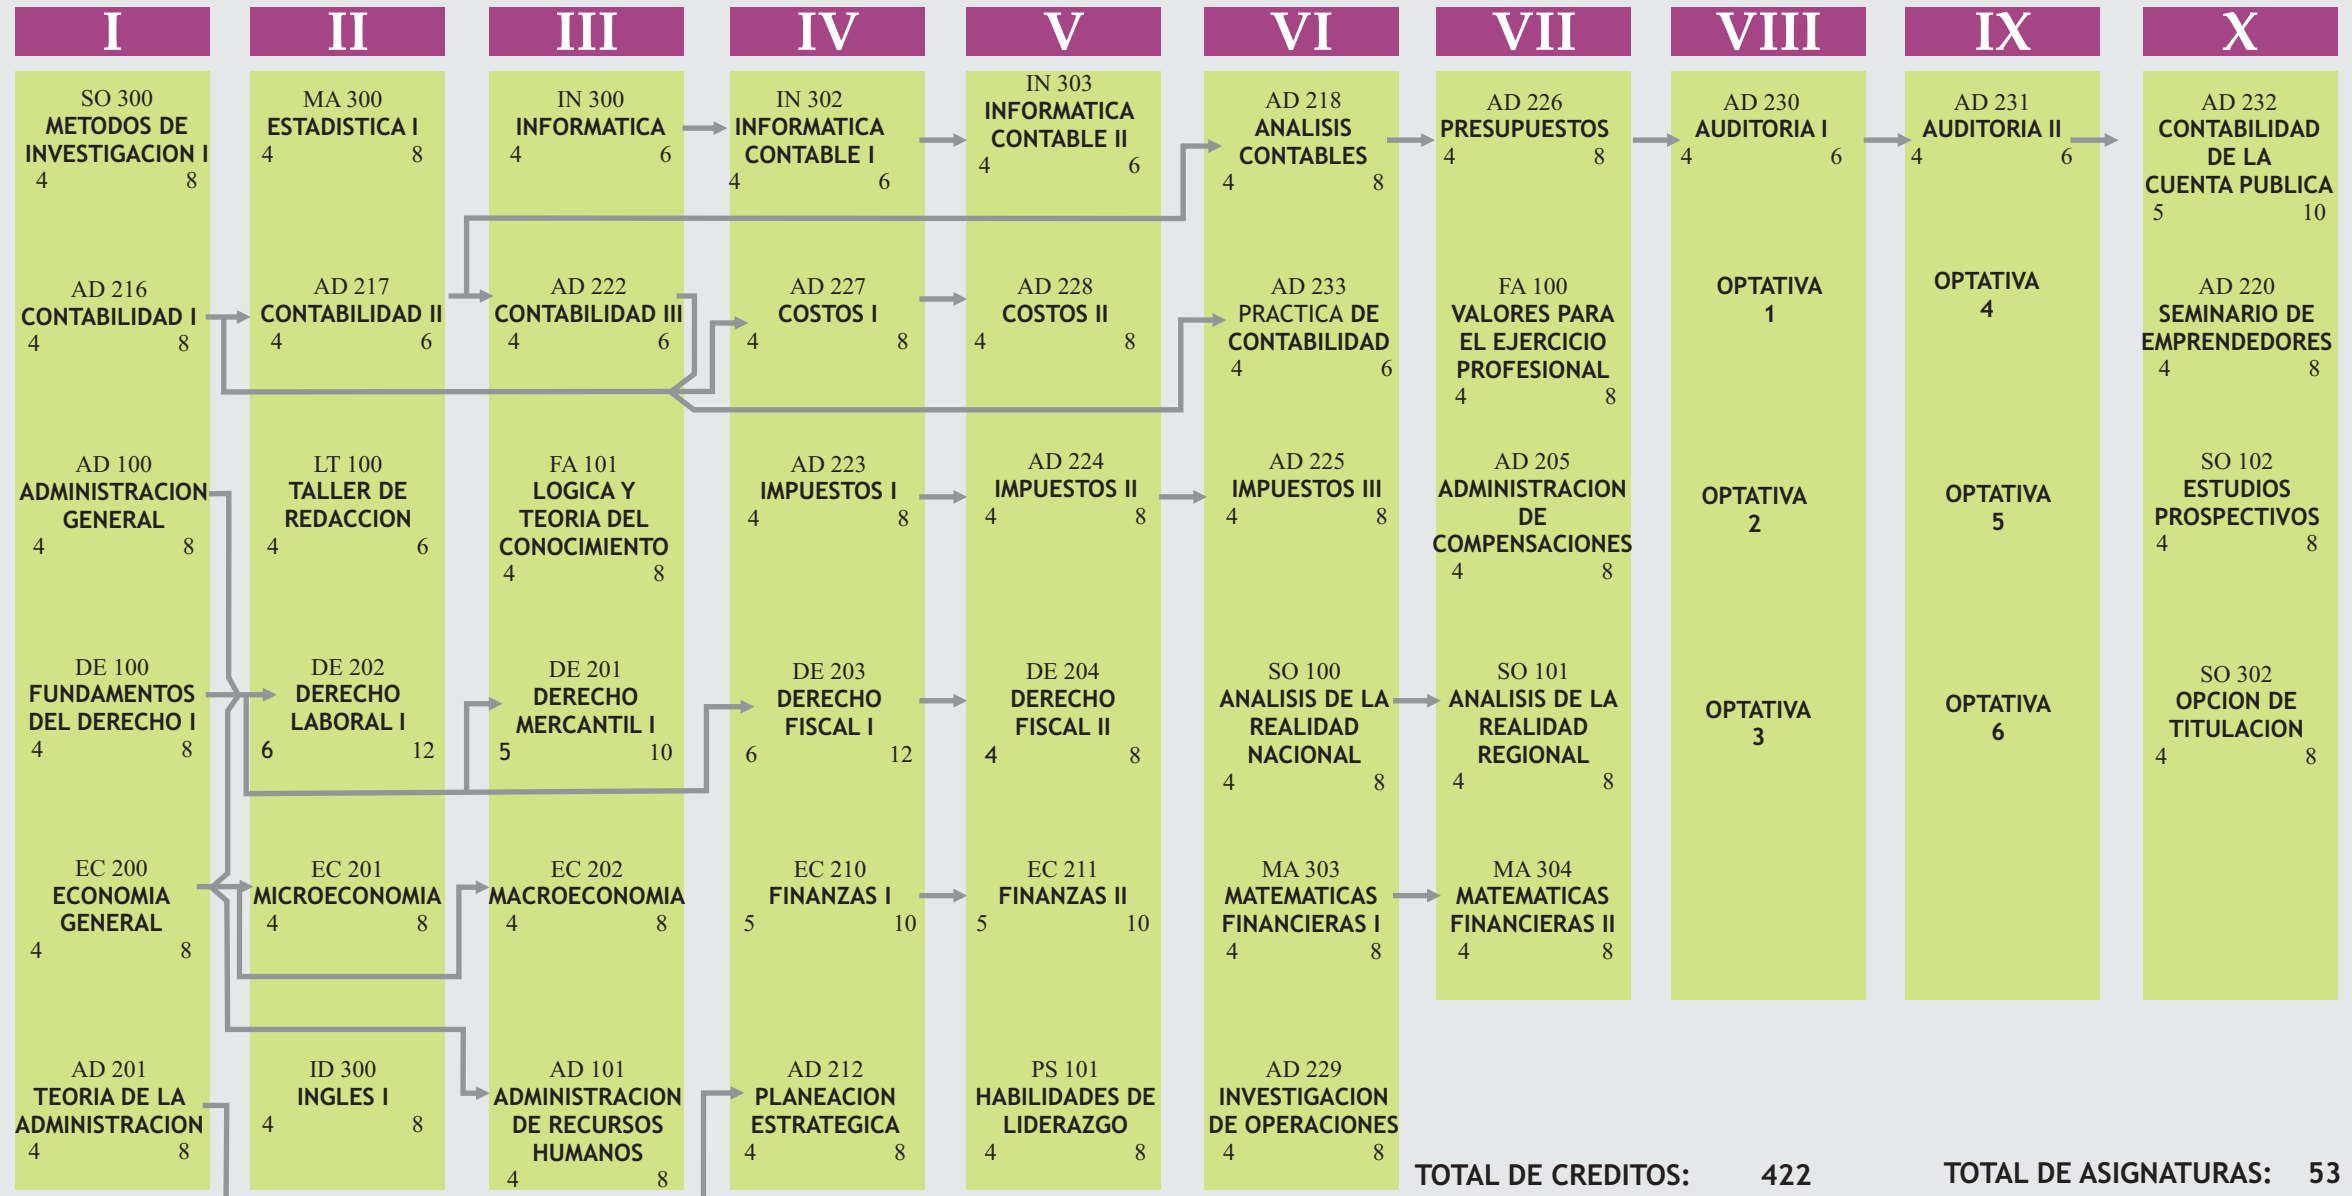 I
II
III
IV
V
VI
VII
VIII
IX
X
SO 300
METODOS DE
INVESTIGACION I
4 8
AD 216
CONTABILIDAD I
4 8
AD 100
ADMINISTRACION
GENERAL
4 8
DE 100
FUNDAMENTOS
DEL DERECHO I
4 8
EC 200
ECONOMIA
GENERAL
4 8
AD 201
TEORIA DE LA
ADMINISTRACION
4 8
MA 300
ESTADISTICA I
4 8
AD 217
CONTABILIDAD II
4 6
LT 100
TALLER DE
REDACCION
4 6
DE 202
DERECHO
LABORAL I
6 12
EC 201
MICROECONOMIA
4 8
ID 300
INGLES I
4 8
IN 300
INFORMATICA
4 6
AD 222
CONTABILIDAD III
4 6
FA 101
LOGICA Y
TEORIA DEL
CONOCIMIENTO
4 8
DE 201
DERECHO
MERCANTIL I
5 10
EC 202
MACROECONOMIA
4 8
AD 101
ADMINISTRACION
DE RECURSOS
HUMANOS
4 8
IN 302
INFORMATICA
CONTABLE I
4 6
AD 227
COSTOS I
4 8
AD 223
IMPUESTOS I
4 8
DE 203
DERECHO
FISCAL I
6 12
EC 210
FINANZAS I
5 10
AD 212
PLANEACION
ESTRATEGICA
4 8
IN 303
INFORMATICA
CONTABLE II
4 6
AD 228
COSTOS II
4 8
AD 224
IMPUESTOS II
4 8
DE 204
DERECHO
FISCAL II
4 8
EC 211
FINANZAS II
5 10
PS 101
HABILIDADES DE
LIDERAZGO
4 8
AD 218
ANALISIS
CONTABLES
4 8
AD 233
PRACTICA DE
CONTABILIDAD
4 6
AD 225
IMPUESTOS III
4 8
SO 100
ANALISIS DE LA
REALIDAD
NACIONAL
4 8
MA 303
MATEMATICAS
FINANCIERAS I
4 8
AD 229
INVESTIGACION
DE OPERACIONES
4 8
AD 226
PRESUPUESTOS
4 8
FA 100
VALORES PARA
EL EJERCICIO
PROFESIONAL
4 8
AD 205
ADMINISTRACION
DE
COMPENSACIONES
4 8
SO 101
ANALISIS DE LA
REALIDAD
REGIONAL
4 8
MA 304
MATEMATICAS
FINANCIERAS II
4 8
AD 230
AUDITORIA I
4 6
OPTATIVA
1
OPTATIVA
2
OPTATIVA
3
AD 231
AUDITORIA II
4 6
OPTATIVA
4
OPTATIVA
5
OPTATIVA
6
AD 232
CONTABILIDAD
DE LA
CUENTA PUBLICA
5 10
AD 220
SEMINARIO DE
EMPRENDEDORES
4 8
SO 102
ESTUDIOS
PROSPECTIVOS
4 8
SO 302
OPCION DE
TITULACION
4 8
TOTAL DE CREDITOS: 422
TOTAL DE ASIGNATURAS: 53